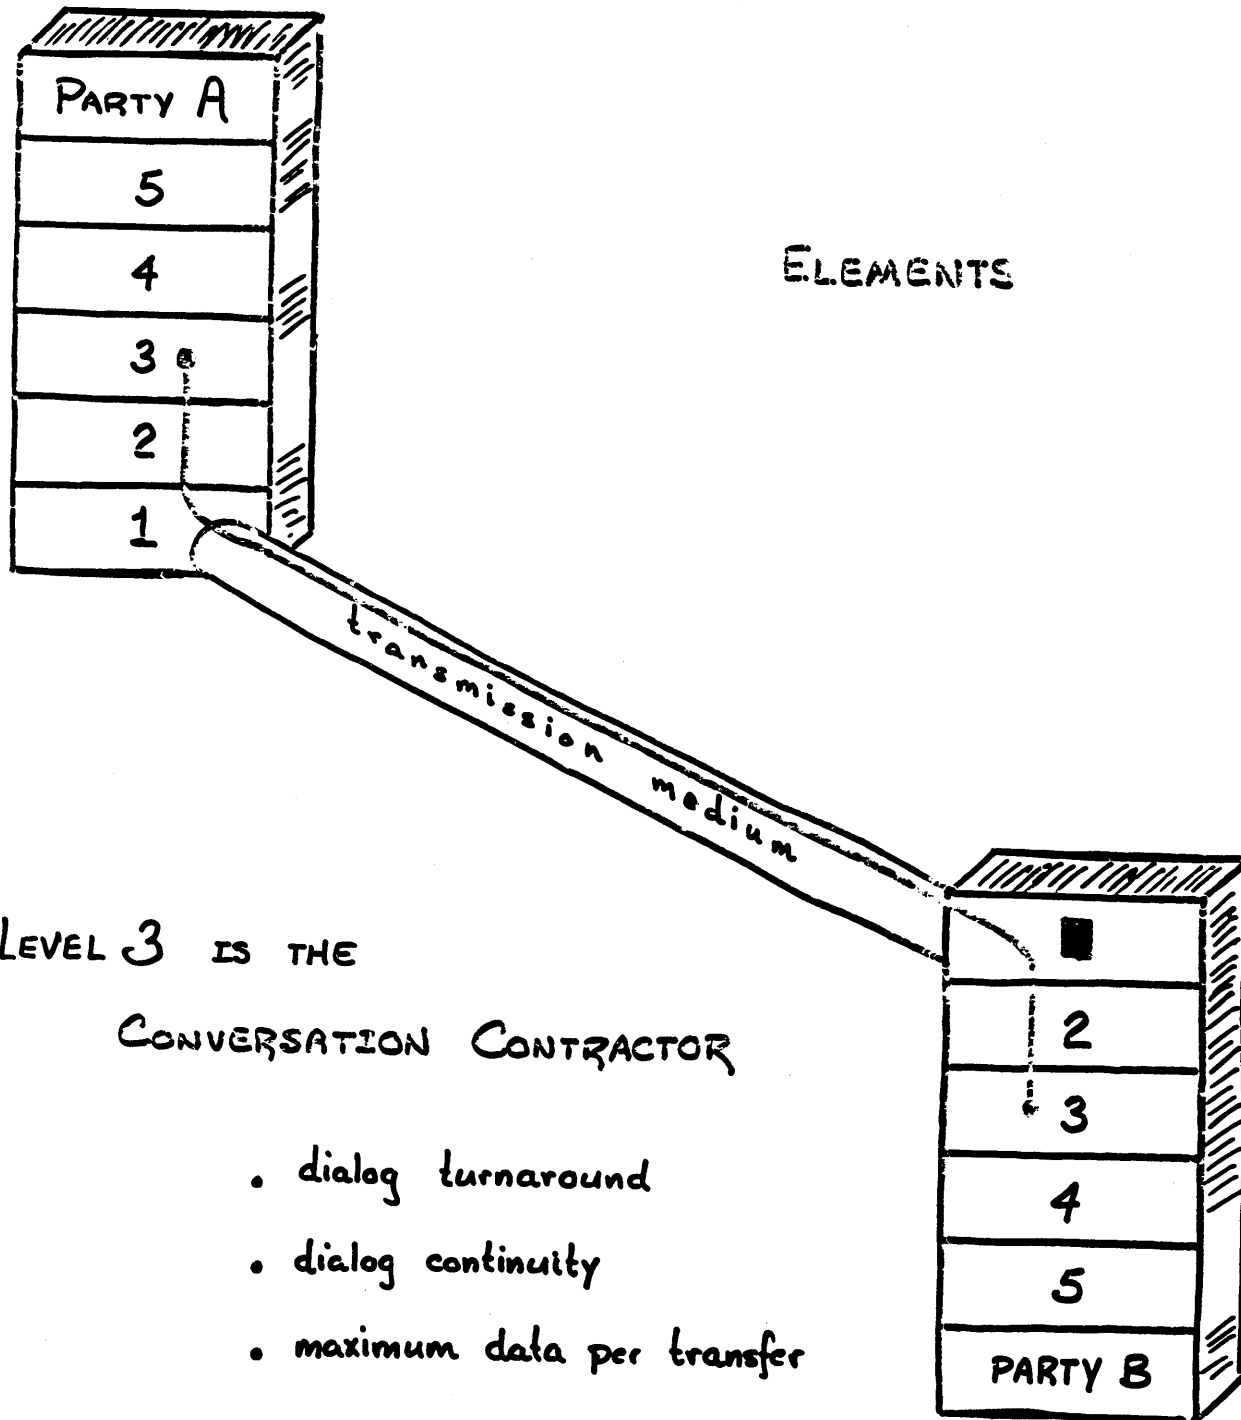 PARTY A
5
4
3
2
1
ELEMENTS
transmission medium
LEVEL 3 IS THE
CONVERSATION CONTRACTOR
. dialog turnaround
. dialog continuity
. maximum data per transfer
2
3
4
5
PARTY B